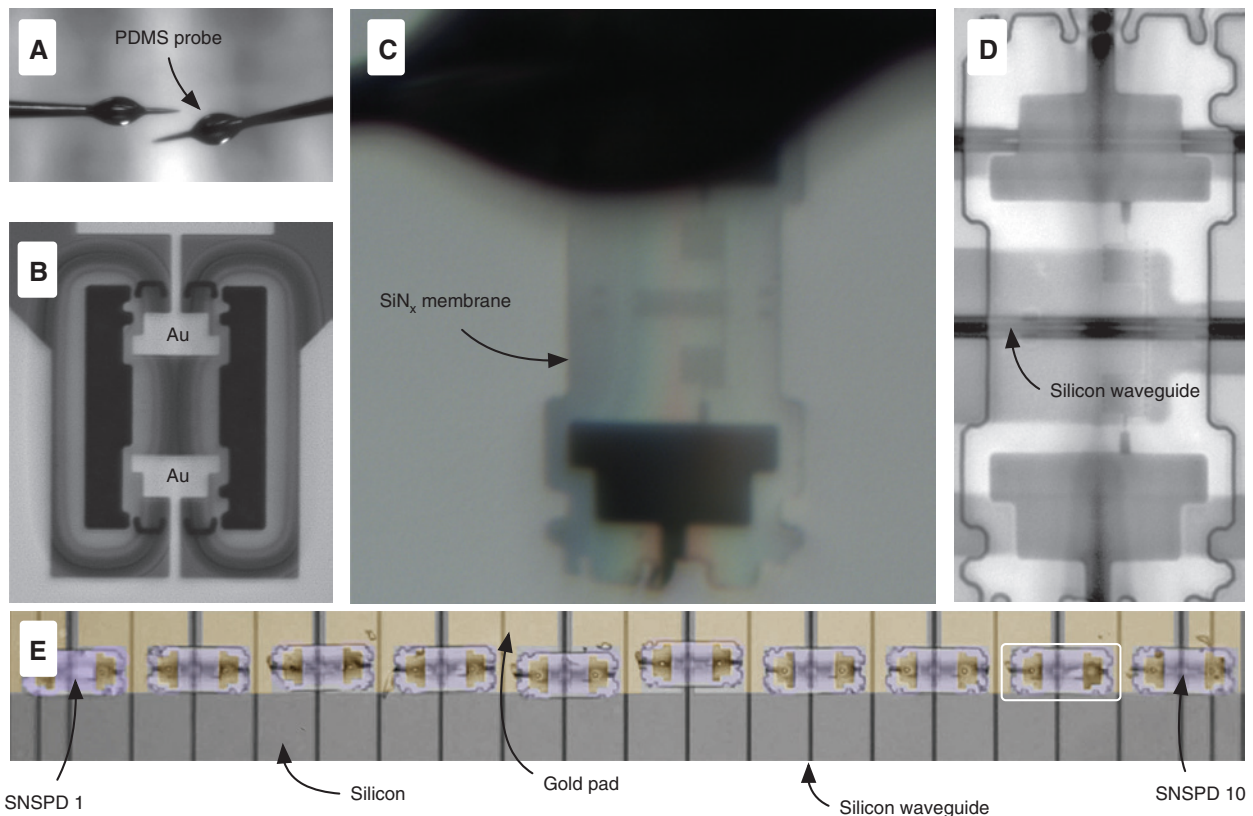 A
PDMS probe
B
Au
Au
C
SiNx membrane
D
Silicon waveguide
E
SNSPD 1
Silicon
Gold pad
Silicon waveguide
SNSPD 10